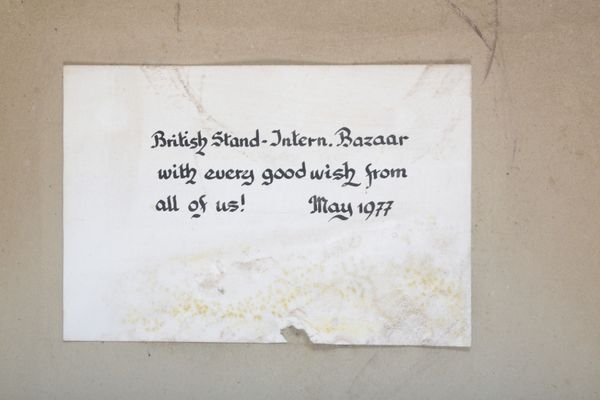 British Stand-Intern. Bazaar
with every good wish from
all of us! May 1977